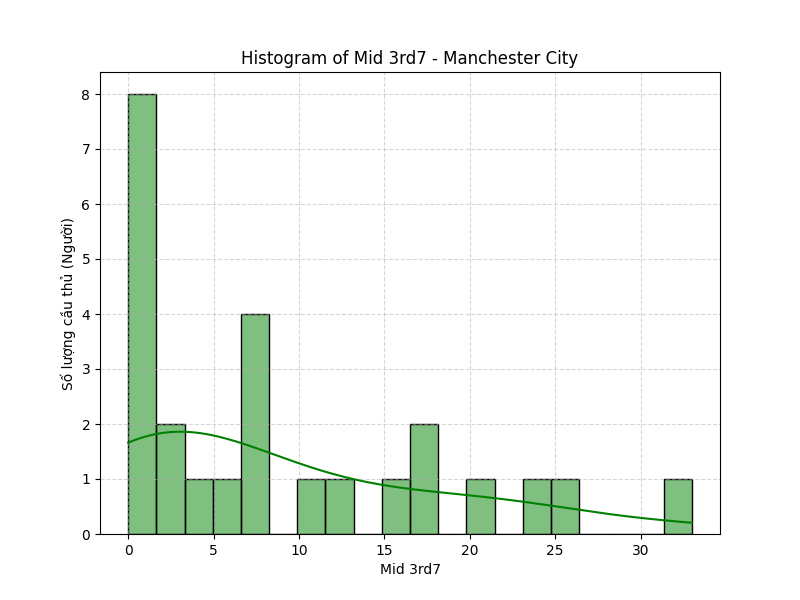 Histogram of Mid 3rd7 - Manchester City
Số lượng cầu thủ (Người)
8
7
6
5
4
3
2
1
0
0 5 10 15 20 25 30
Mid 3rd7